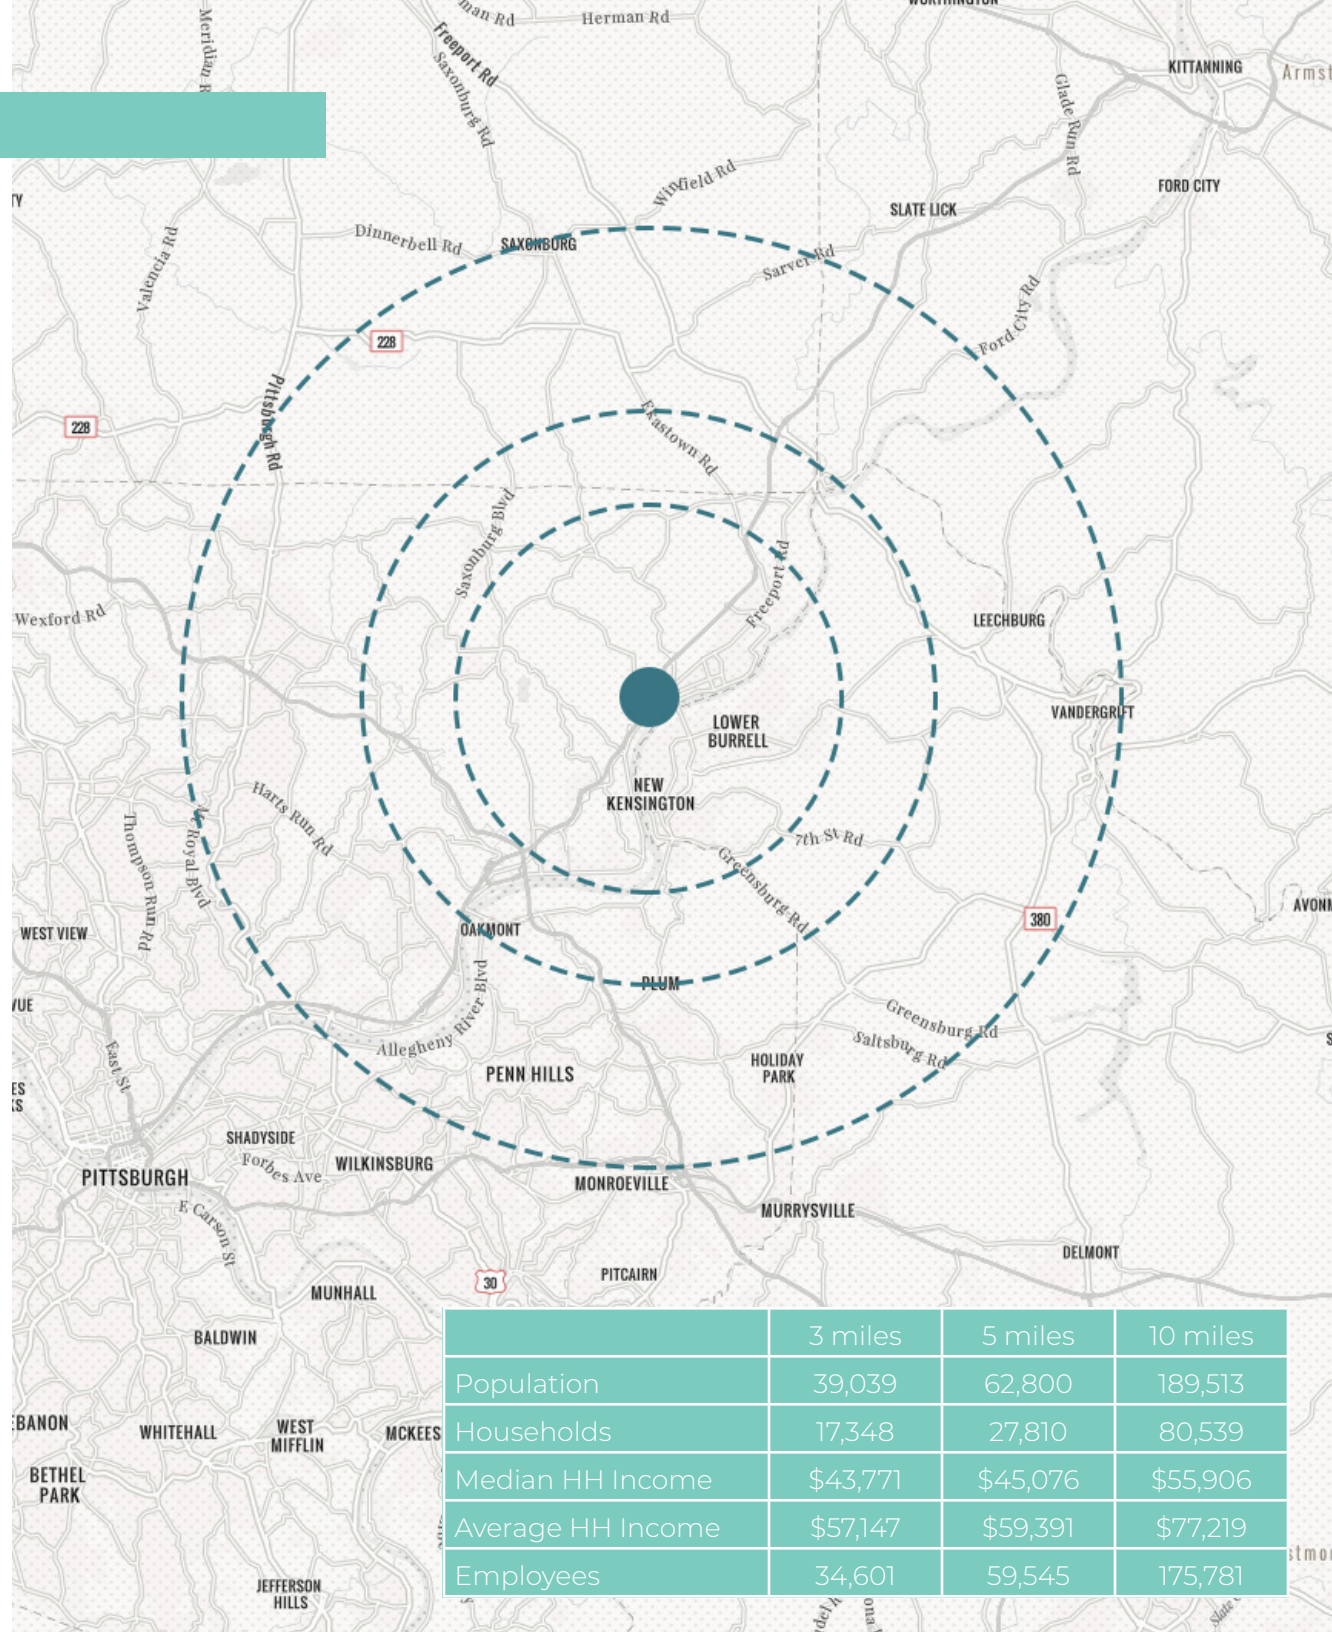 Herman Rd
Freeport Rd
Saxonburg Rd
KITTANNING
Glade Run Rd
FORD CITY
SLATE LICK
Winfield Rd
Dinnerbell Rd
SAXONBURG
Valencia Rd
Sarver Rd
Ford City Rd
228
Pittsburgh Rd
228
Ekastown Rd
Saxonburg Blvd
Freeport Rd
Wexford Rd
LEECHBURG
VANDERGRIFT
LOWER
BURRELL
NEW
KENSINGTON
Harts Run Rd
Thompson Run Rd
Mt Royal Blvd
7th St Rd
Greensburg Rd
380
WEST VIEW
OAKMONT
PLUM
Allegheny River Blvd
Greensburg Rd
Saltsburg Rd
East St
PENN HILLS
HOLIDAY
PARK
SHADYSIDE
Forbes Ave
WILKINSBURG
PITTSBURGH
MONROEVILLE
E Carson St
MURRYSVILLE
DELMONT
PITCAIRN
30
MUNHALL
BALDWIN
WHITEHALL
WEST
MIFFLIN
BETHEL
PARK
JEFFERSON
HILLS
3 miles 5 miles 10 miles
Population 39,039 62,800 189,513
Households 17,348 27,810 80,539
Median HH Income $43,771 $45,076 $55,906
Average HH Income $57,147 $59,391 $77,219
Employees 34,601 59,545 175,781